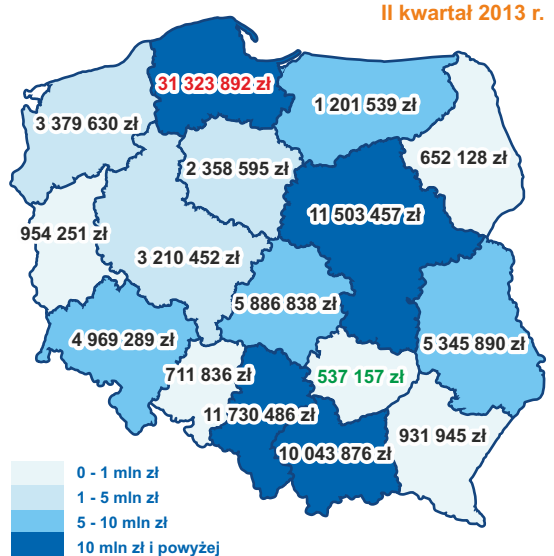 II kwartał 2013 r.
31 323 892 zł
1 201 539 zł
3 379 630 zł
652 128 zł
2 358 595 zł
11 503 457 zł
954 251 zł
3 210 452 zł
5 886 838 zł
4 969 289 zł
5 345 890 zł
711 836 zł
537 157 zł
11 730 486 zł
931 945 zł
10 043 876 zł
0 - 1 mln zł
1 - 5 mln zł
5 - 10 mln zł
10 mln zł i powyżej